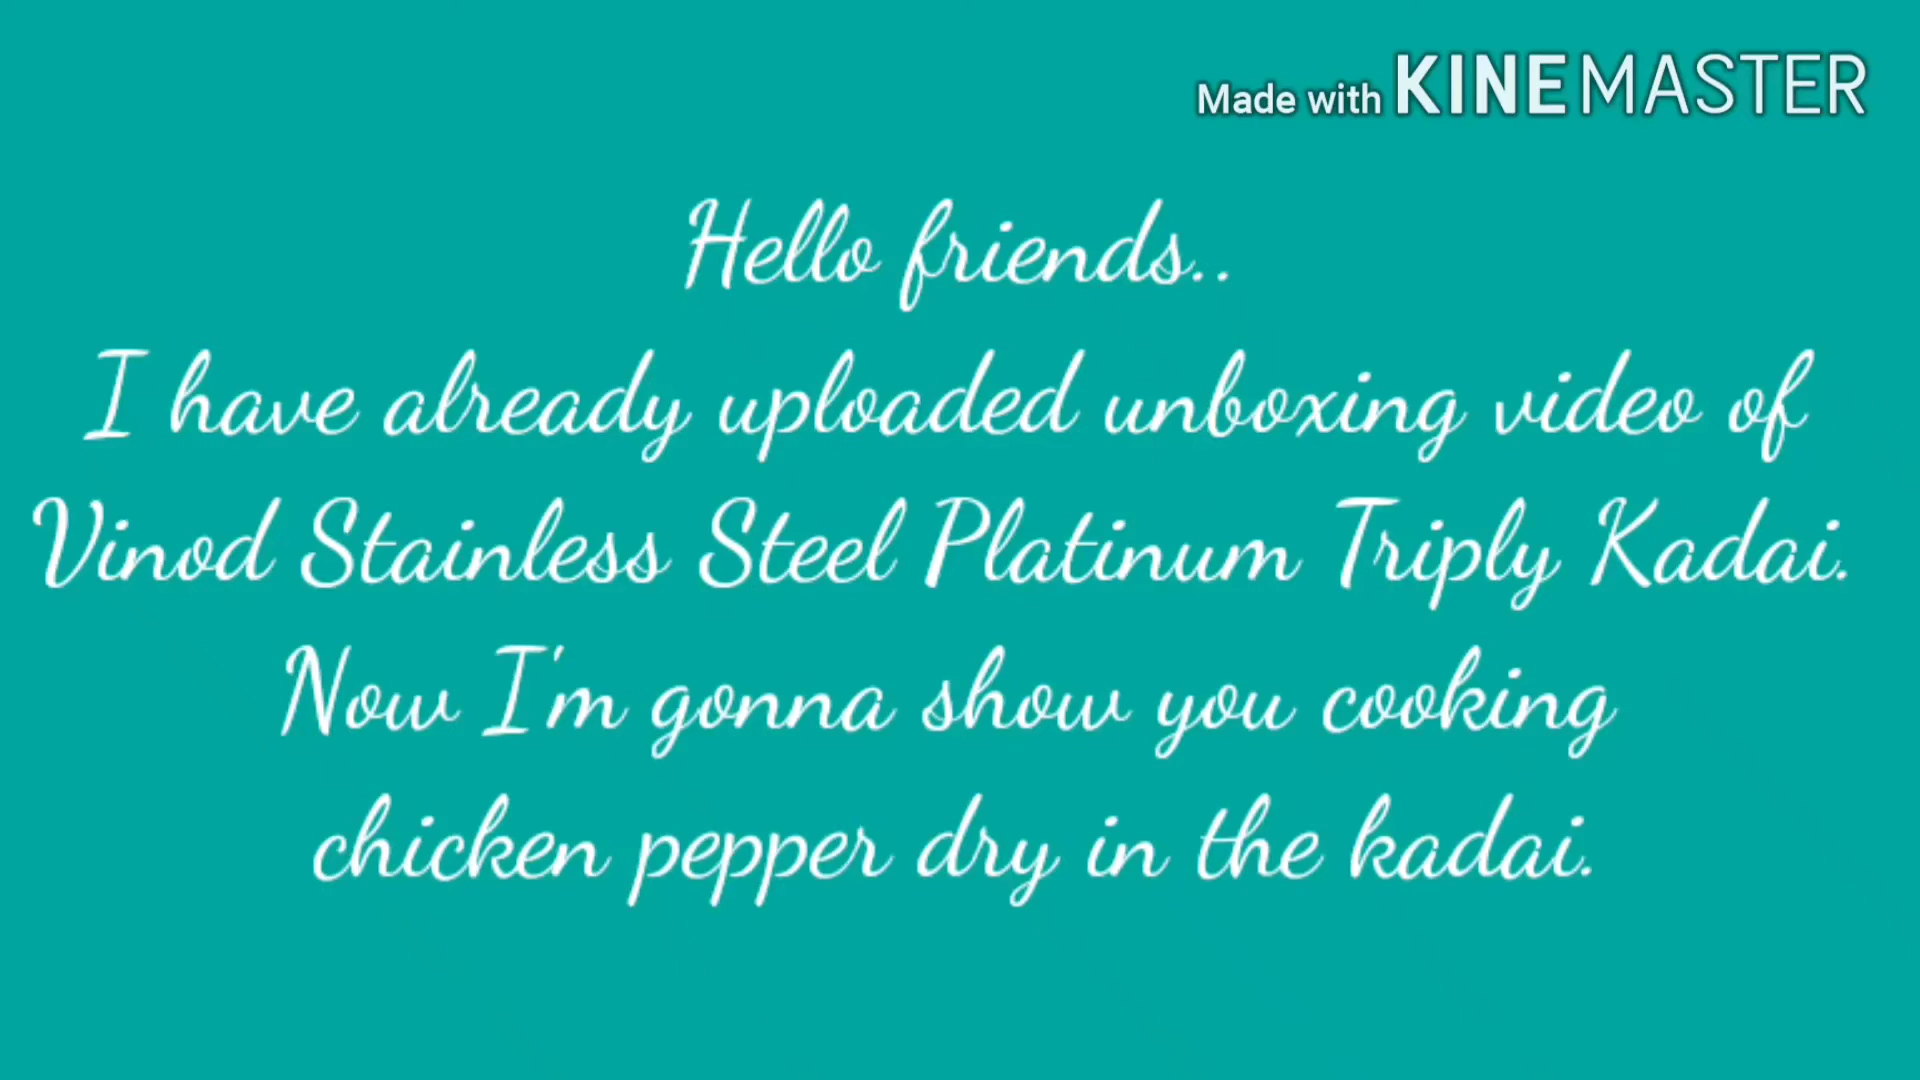 Made with KINEMASTER
Hello friends..
I have already uploaded unboxing video of
Vinod Stainless Steel Platinum Triply Kadai.
Now I'm gonna show you cooking
chicken pepper dry in the kadai.